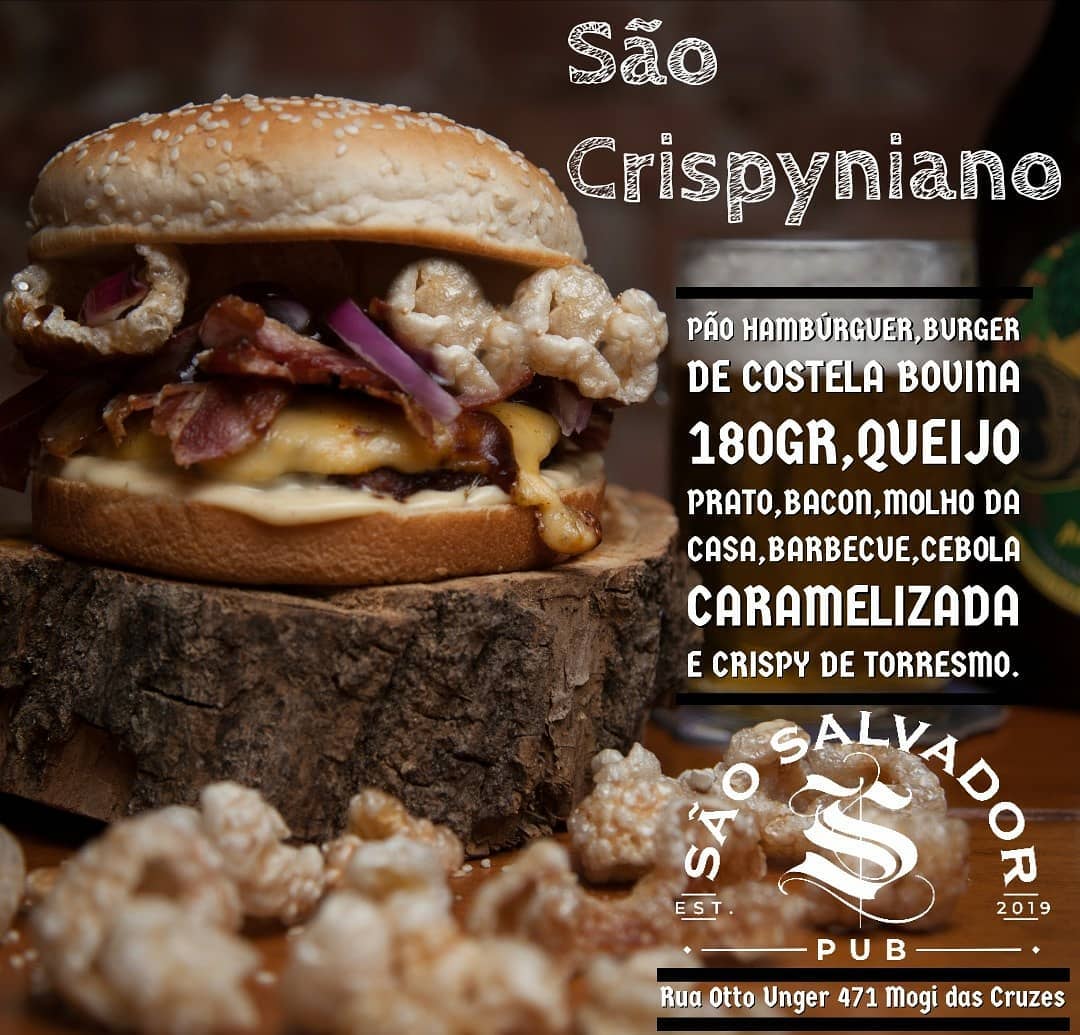 São
Crispyniano
PÃO HAMBÚRGUER,BURGER
DE COSTELA BOVINA
180GR,QUEIJO
PRATO,BACON,MOLHO DA
CASA,BARBECUE,CEBOLA
CARAMELIZADA
E CRISPY DE TORRESMO.
SÃO SALVADOR
S
EST. 2019
PUB
Rua Otto Unger 471 Mogi das Cruzes